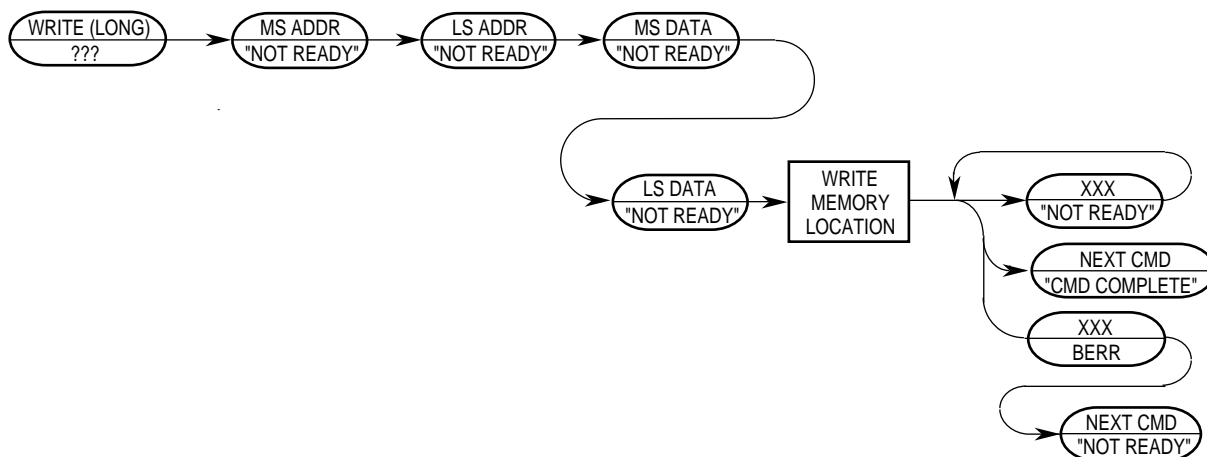 WRITE (LONG)
???
MS ADDR
"NOT READY"
LS ADDR
"NOT READY"
MS DATA
"NOT READY"
LS DATA
"NOT READY"
WRITE
MEMORY
LOCATION
XXX
"NOT READY"
NEXT CMD
"CMD COMPLETE"
XXX
BERR
NEXT CMD
"NOT READY"